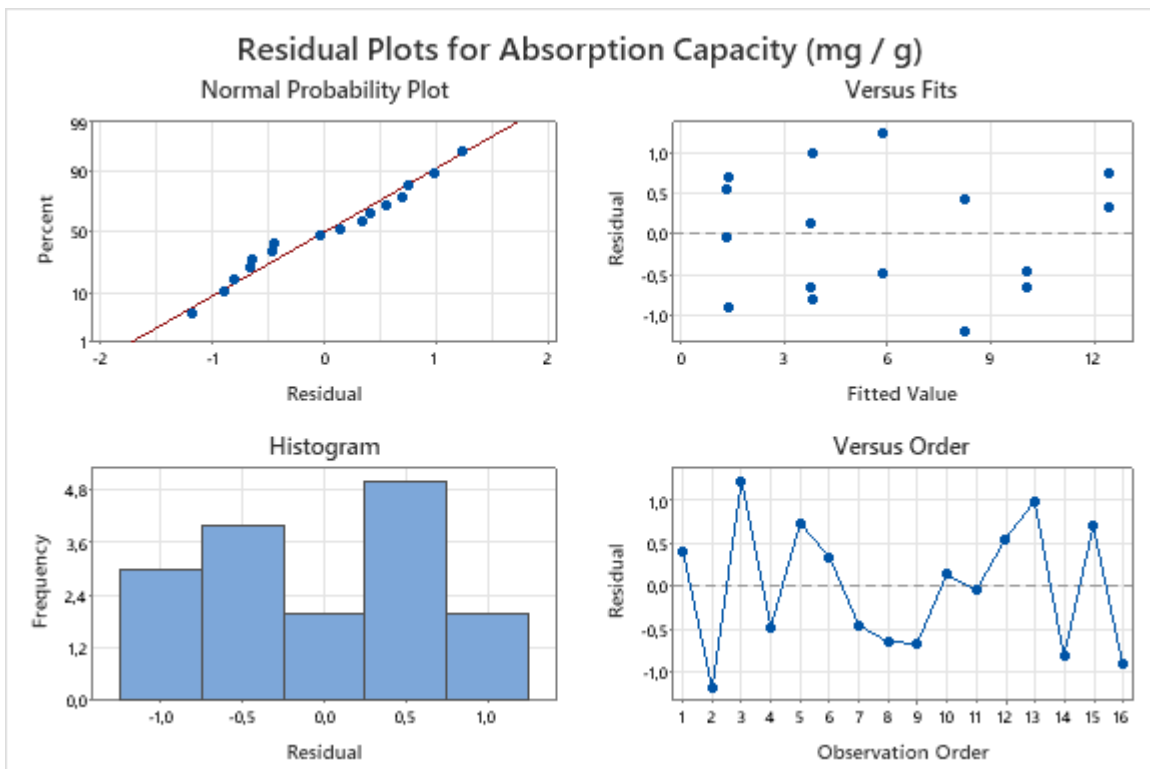 Residual Plots for Absorption Capacity (mg / g)
Normal Probability Plot
99
90
50
10
1
Percent
-2 -1 0 1 2
Residual
Versus Fits
1,0
0,5
0,0
-0,5
-1,0
Residual
0 3 6 9 12
Fitted Value
Histogram
4,8
3,6
2,4
1,2
0,0
Frequency
-1,0 -0,5 0,0 0,5 1,0
Residual
Versus Order
1,0
0,5
0,0
-0,5
-1,0
Residual
1 2 3 4 5 6 7 8 9 10 11 12 13 14 15 16
Observation Order